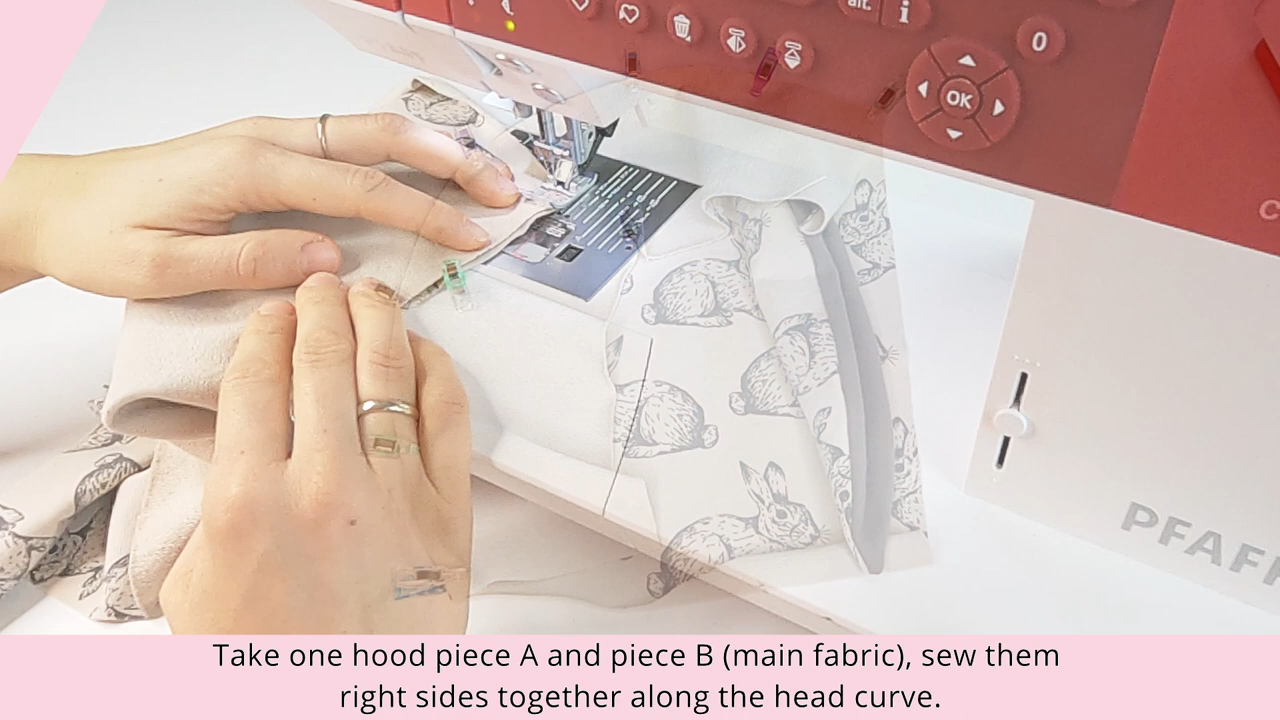 alt.
i
0
OK
PFAFF
Take one hood piece A and piece B (main fabric), sew them
right sides together along the head curve.